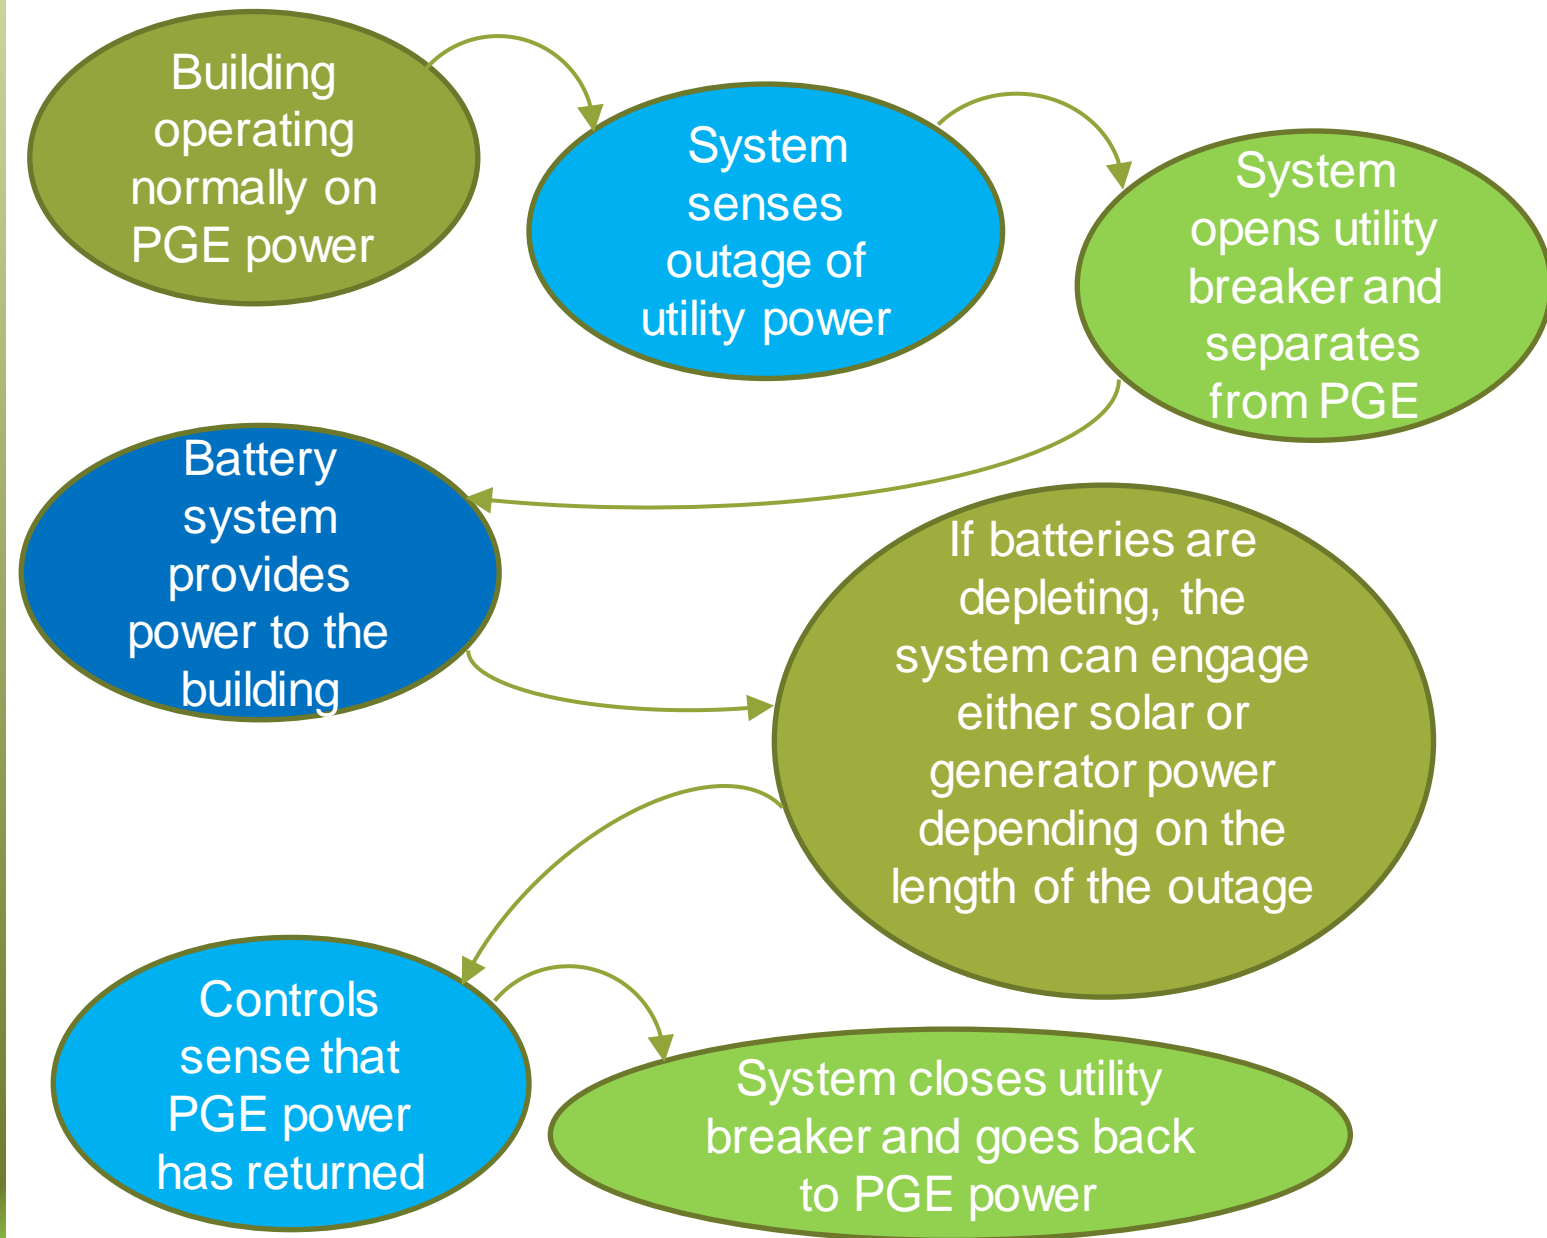 Building
operating
normally on
PGE power
System
senses
outage of
utility power
System
opens utility
breaker and
separates
from PGE
Battery
system
provides
power to the
building
If batteries are
depleting, the
system can engage
either solar or
generator power
depending on the
length of the outage
Controls
sense that
PGE power
has returned
System closes utility
breaker and goes back
to PGE power